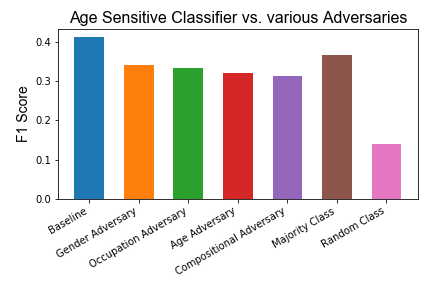 Age Sensitive Classifier vs. various Adversaries
F1 Score
0.4
0.3
0.2
0.1
0.0
Baseline
Gender Adversary
Occupation Adversary
Age Adversary
Compositional Adversary
Majority Class
Random Class